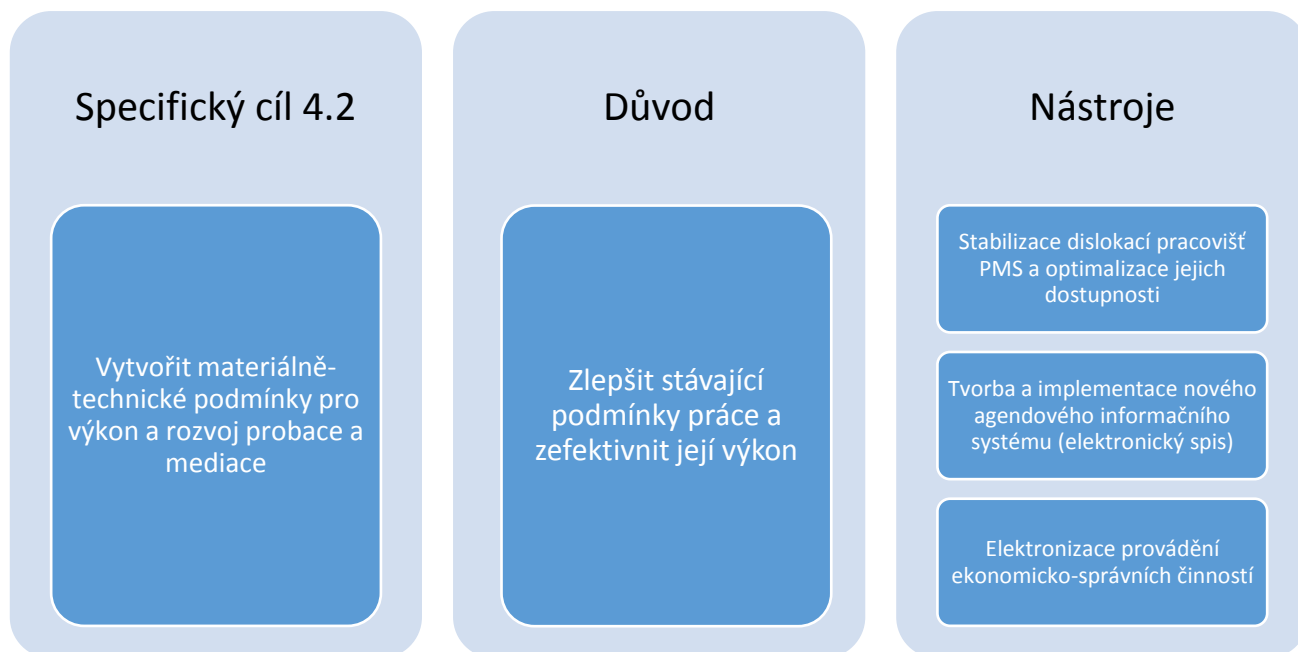 Specifický cíl 4.2
Vytvořit materiálně-
technické podmínky pro
výkon a rozvoj probace a
mediace
Důvod
Zlepšit stávající
podmínky práce a
zefektivnit její výkon
Nástroje
Stabilizace dislokací pracovišť
PMS a optimalizace jejich
dostupnosti
Tvorba a implementace nového
agendového informačního
systému (elektronický spis)
Elektronizace provádění
ekonomicko-správních činností